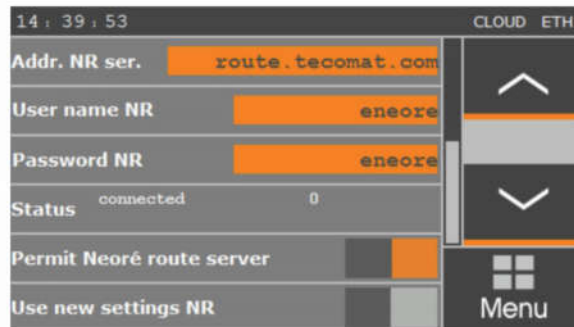 14 : 39 : 53 CLOUD ETH
Addr. NR ser. route.tecomat.com
User name NR eneore
Password NR eneore
Status connected 0
Permit Neoré route server
Use new settings NR
Menu